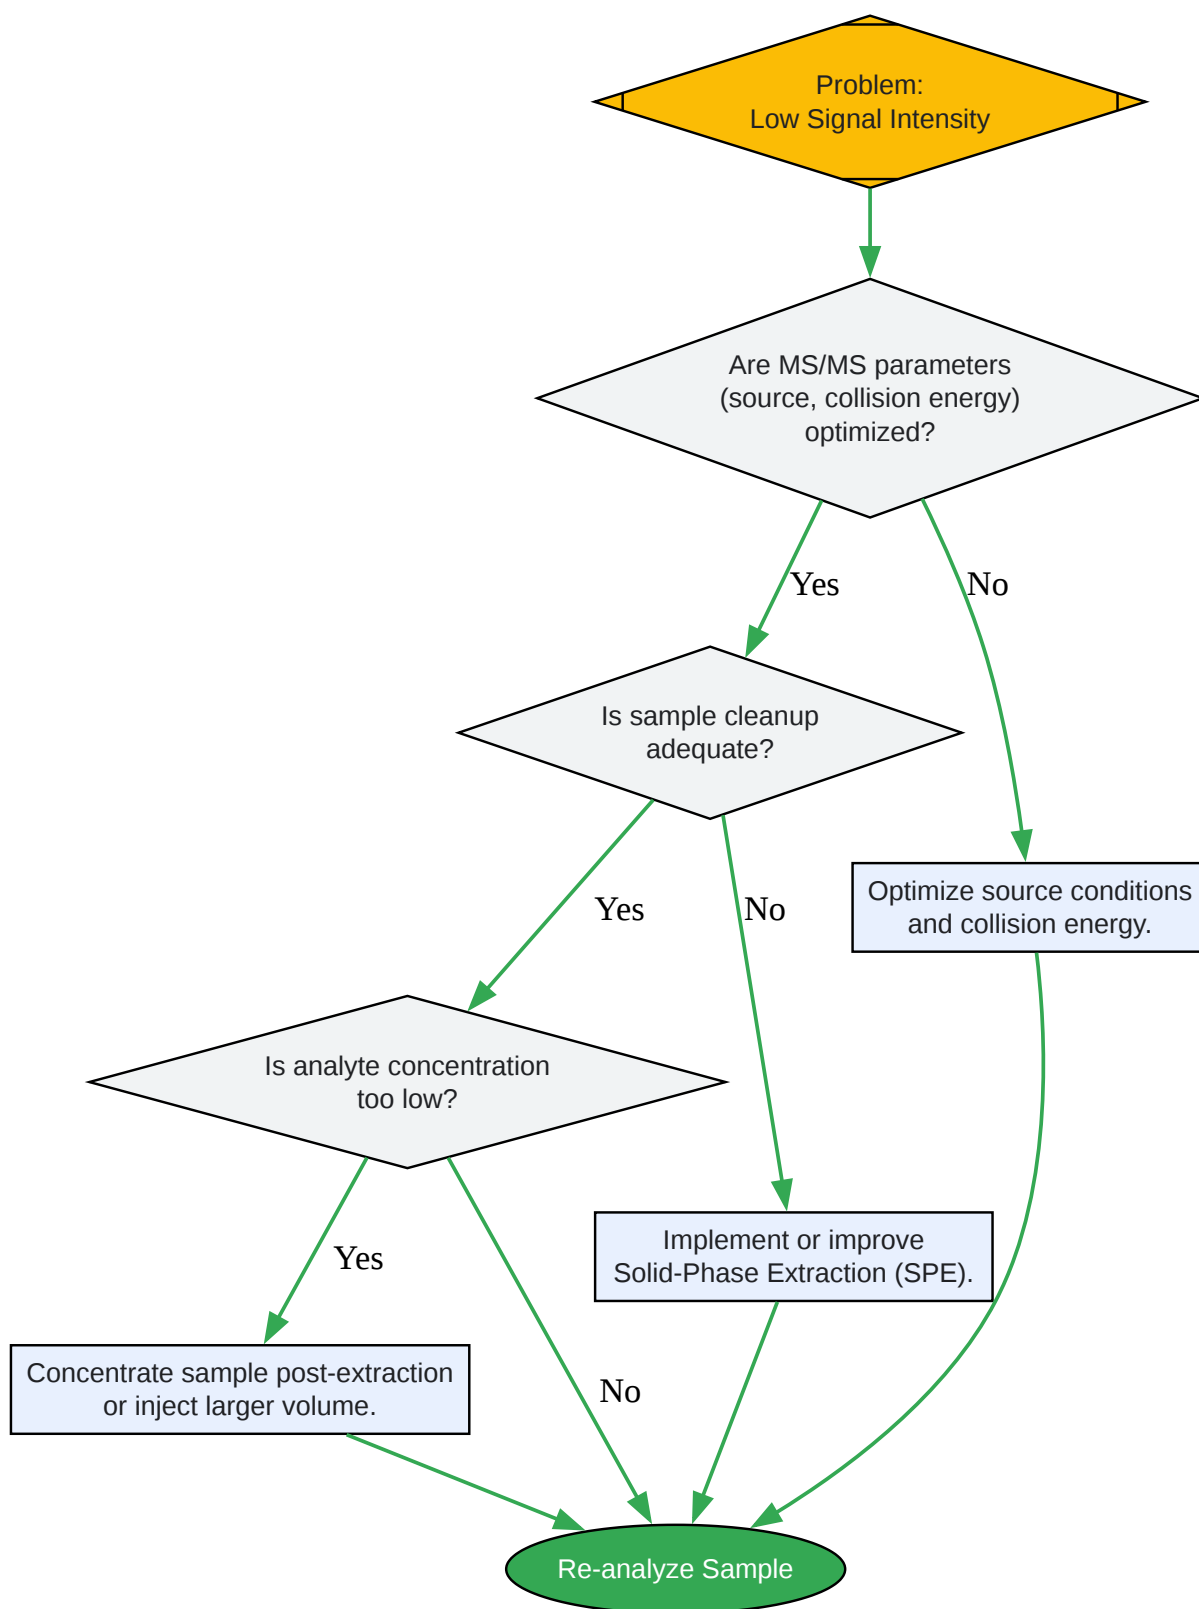 Problem:
Low Signal Intensity
Are MS/MS parameters
(source, collision energy)
optimized?
Yes
No
Is sample cleanup
adequate?
Optimize source conditions
and collision energy.
Yes
No
Is analyte concentration
too low?
Implement or improve
Solid-Phase Extraction (SPE).
Yes
Concentrate sample post-extraction
or inject larger volume.
No
Re-analyze Sample